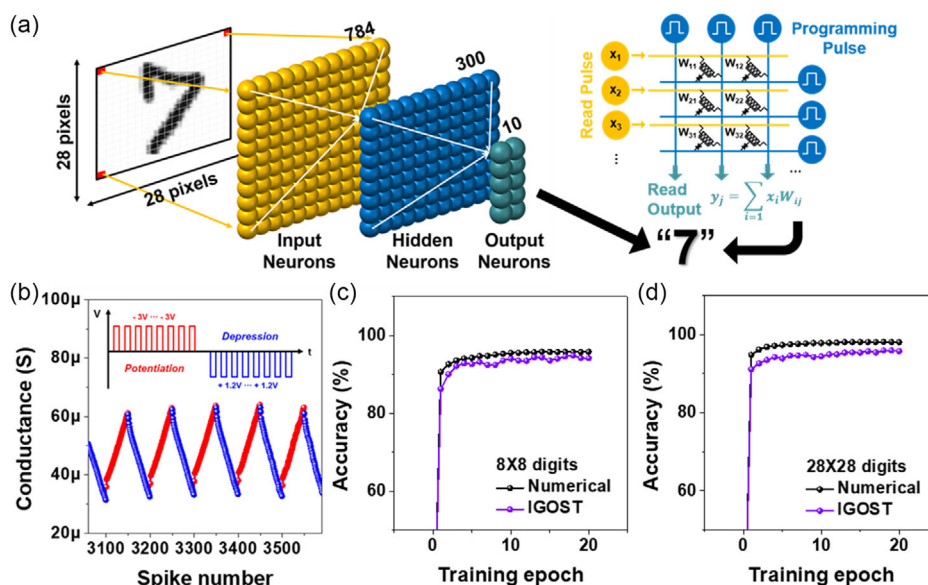 (a)
28 pixels
28 pixels
784
300
10
Input
Neurons
Hidden
Neurons
Output
Neurons
Programming
Pulse
Read Pulse
x1
x2
x3
⋮
W11
W12
W21
W22
W31
W32
...
Read
Output
yj = ∑ i=1 xiWij
“7”
(b)
100μ
80μ
60μ
40μ
20μ
Conductance (S)
V
- 3V ··· - 3V
Potentiation
Depression
t
+ 1.2V ··· + 1.2V
3100 3200 3300 3400 3500
Spike number
(c)
100
80
60
Accuracy (%)
8X8 digits
Numerical
IGOST
0 10 20
Training epoch
(d)
100
80
60
Accuracy (%)
28X28 digits
Numerical
IGOST
0 10 20
Training epoch